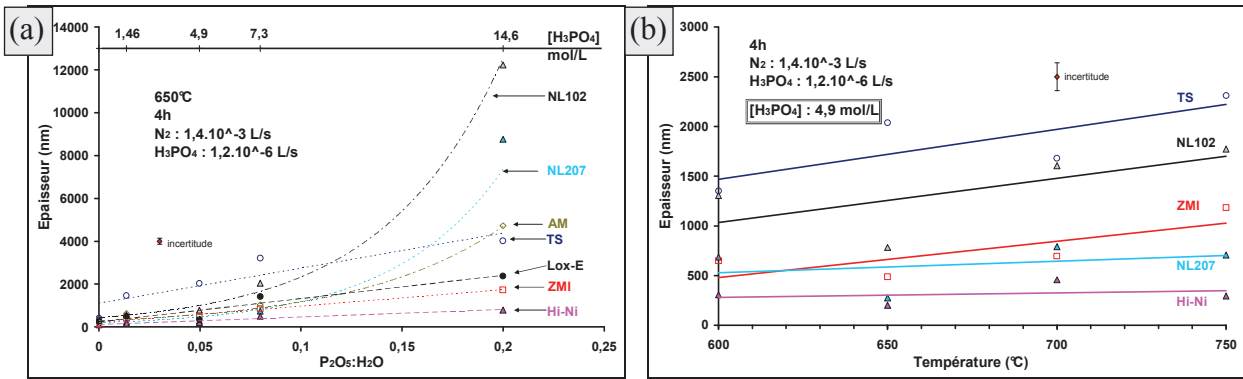 (a)
1,46 4,9 7,3 14,6 [H₃PO₄]
mol/L
14000
12000
10000
8000
6000
4000
2000
0
Epaisseur (nm)
650°C
4h
N₂ : 1,4.10^-3 L/s
H₃PO₄ : 1,2.10^-6 L/s
incertitude
NL102
NL207
AM
TS
Lox-E
ZMI
Hi-Ni
0 0,05 0,1 0,15 0,2 0,25
P₂O₅:H₂O
(b)
3000
2500
2000
1500
1000
500
0
Epaisseur (nm)
4h
N₂ : 1,4.10^-3 L/s
H₃PO₄ : 1,2.10^-6 L/s
[H₃PO₄] : 4,9 mol/L
incertitude
TS
NL102
ZMI
NL207
Hi-Ni
600 650 700 750
Température (°C)